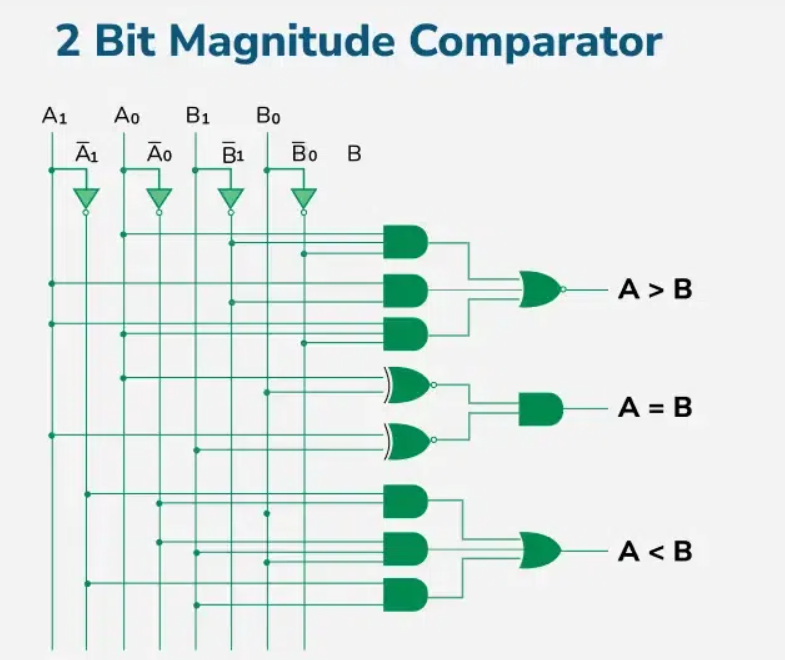 2 Bit Magnitude Comparator
A1 A0 B1 B0
A̅1 A̅0 B̅1 B̅0 B
A > B
A = B
A < B